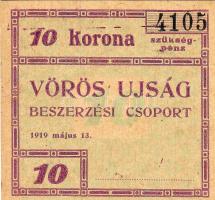 4105
10 Korona
szükség-
pénz
VÖRÖS UJSÁG
BESZERZÉSI CSOPORT
1919 május 13.
10